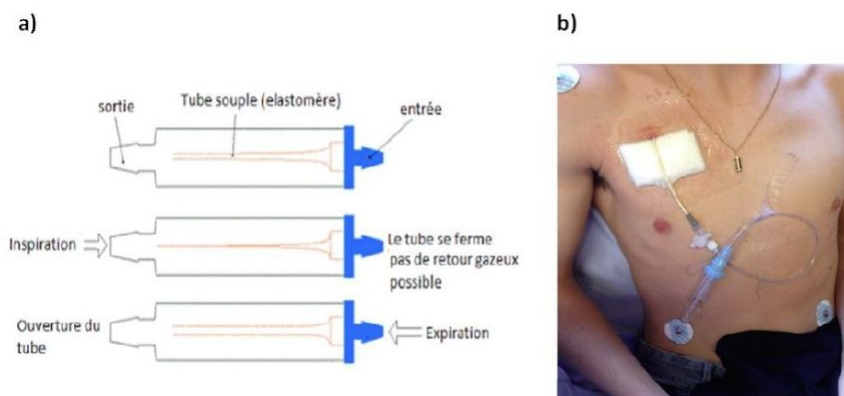 a)
b)
Tube souple (elastomère)
sortie
entrée
Inspiration
Le tube se ferme
pas de retour gazeux
possible
Ouverture du
tube
Expiration